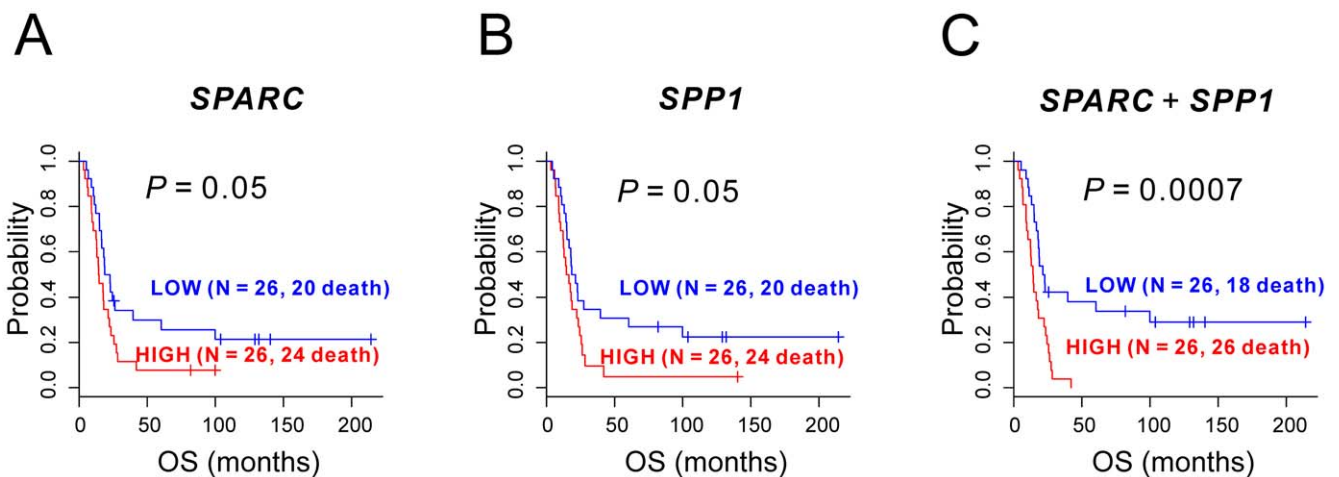 A
SPARC
P = 0.05
LOW (N = 26, 20 death)
HIGH (N = 26, 24 death)
Probability
0.0 0.2 0.4 0.6 0.8 1.0
0 50 100 150 200
OS (months)
B
SPP1
P = 0.05
LOW (N = 26, 20 death)
HIGH (N = 26, 24 death)
Probability
0.0 0.2 0.4 0.6 0.8 1.0
0 50 100 150 200
OS (months)
C
SPARC + SPP1
P = 0.0007
LOW (N = 26, 18 death)
HIGH (N = 26, 26 death)
Probability
0.0 0.2 0.4 0.6 0.8 1.0
0 50 100 150 200
OS (months)